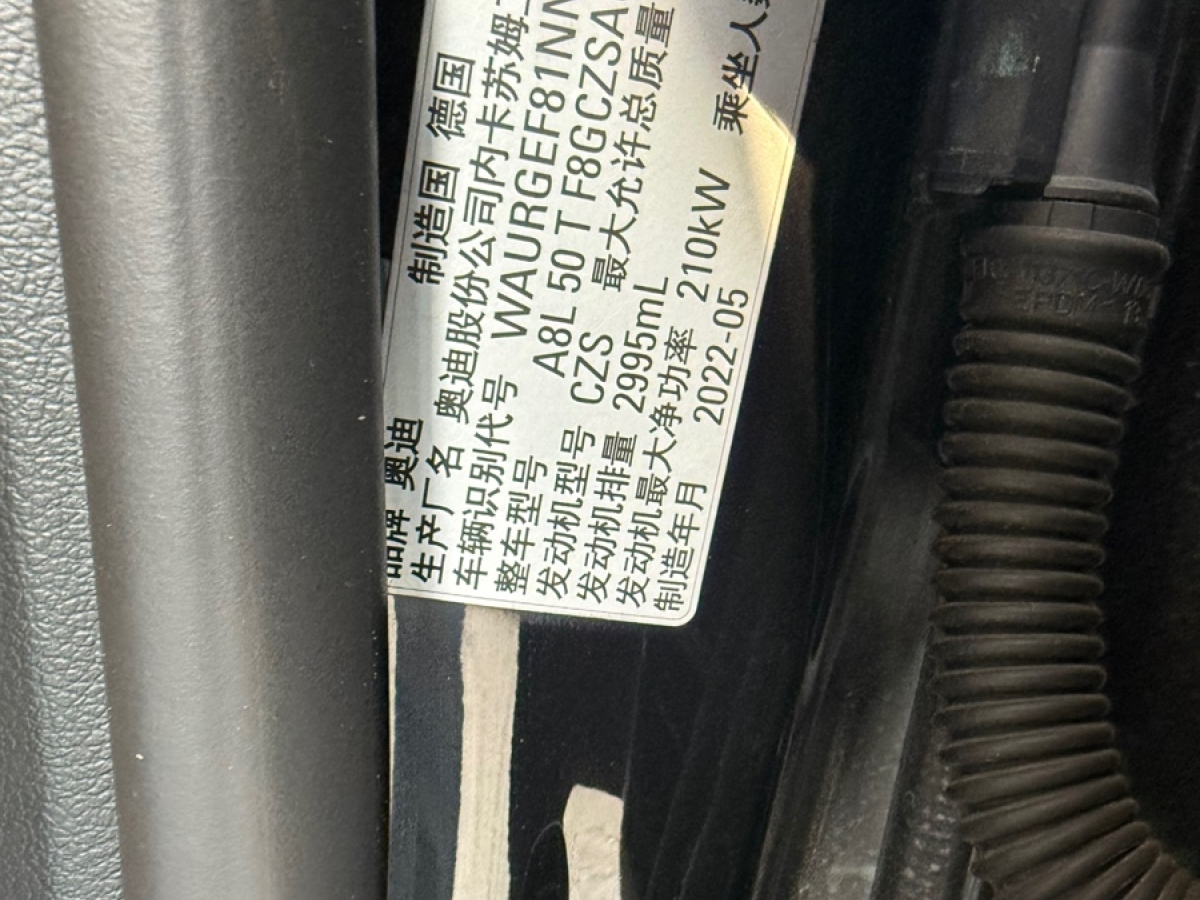 品牌 奥迪 制造国 德国
生产厂名 奥迪股份公司内卡苏姆
车辆识别代号 WAURGEF81NN
整车型号 A8L 50 T F8GCZSA
发动机型号 CZS 最大允许总质量
发动机排量 2995mL
发动机最大净功率 210kW 乘坐人
制造年月 2022-05